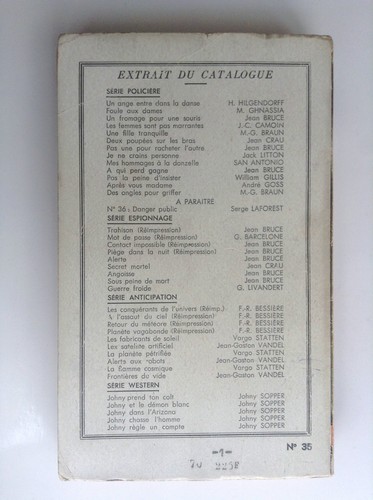 EXTRAIT DU CATALOGUE
SÉRIE POLICIÈRE
Un ange entre dans la danse H. HILGENDORFF
Foule aux dames M. GHNASSIA
Un fromage pour une souris Jean BRUCE
Les femmes sont pas marrantes J.-C. CAMOIN
Une fille tranquille M.-G. BRAUN
Deux poupées sur les bras Jean CRAU
Pas une pour racheter l'autre Jean BRUCE
Je ne crains personne Jack LITTON
Mes hommages à la donzelle SAN ANTONIO
A qui perd gagne Jean BRUCE
Pas la peine d'insister William GILLIS
Après vous madame André GOSS
Des ongles pour griffer M.-G. BRAUN
A PARAITRE
N° 36 : Danger public Serge LAFOREST
SÉRIE ESPIONNAGE
Trahison (Réimpression) Jean BRUCE
Mot de passe (Réimpression) G. BARCELONE
Contact impossible (Réimpression) Jean BRUCE
Piège dans la nuit (Réimpression) Jean BRUCE
Alerte Jean BRUCE
Secret mortel Jean CRAU
Angoisse Jean BRUCE
Sous peine de mort Jean BRUCE
Guerre froide G. LIVANDERT
SÉRIE ANTICIPATION
Les conquérants de l'univers (Réimp.) F.-R. BESSIÈRE
A l'assaut du ciel (Réimpression) F.-R. BESSIÈRE
Retour du météore (Réimpression) F.-R. BESSIÈRE
Planète vagabonde (Réimpression) F.-R. BESSIÈRE
Les fabricants de soleil Vargo STATTEN
Les satellite artificiel Jean-Gaston VANDEL
La planète pétrifiée Vargo STATTEN
Alerte aux robots Jean-Gaston VANDEL
La flamme cosmique Vargo STATTEN
Frontières du vide Jean-Gaston VANDEL
SÉRIE WESTERN
Johny prend ton colt Johny SOPPER
Johny et le démon blanc Johny SOPPER
Johny dans l'Arizona Johny SOPPER
Johny chasse l'homme Johny SOPPER
Johny règle un compte Johny SOPPER
N° 35